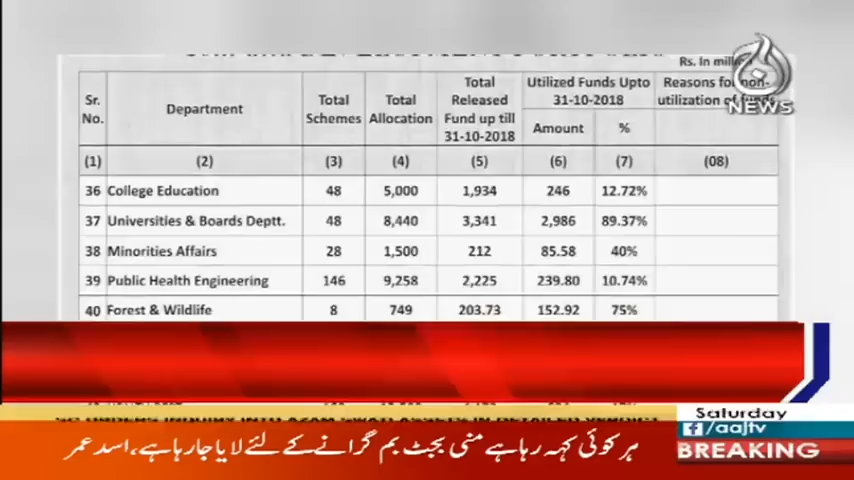 Rs. In million
Sr. No. Department Total Schemes Total Allocation Total Released Fund up till 31-10-2018 Utilized Funds Upto 31-10-2018 Amount % Reasons for non-utilization of funds
(1) (2) (3) (4) (5) (6) (7) (08)
36 College Education 48 5,000 1,934 246 12.72%
37 Universities & Boards Deptt. 48 8,440 3,341 2,986 89.37%
38 Minorities Affairs 28 1,500 212 85.58 40%
39 Public Health Engineering 146 9,258 2,225 239.80 10.74%
40 Forest & Wildlife 8 749 203.73 152.92 75%
آج
NEWS
Saturday
/aajtv
BREAKING
ہر کوئی کہہ رہا ہے منی بجٹ بم گرانے کے لئے لایا جا رہا ہے، اسد عمر